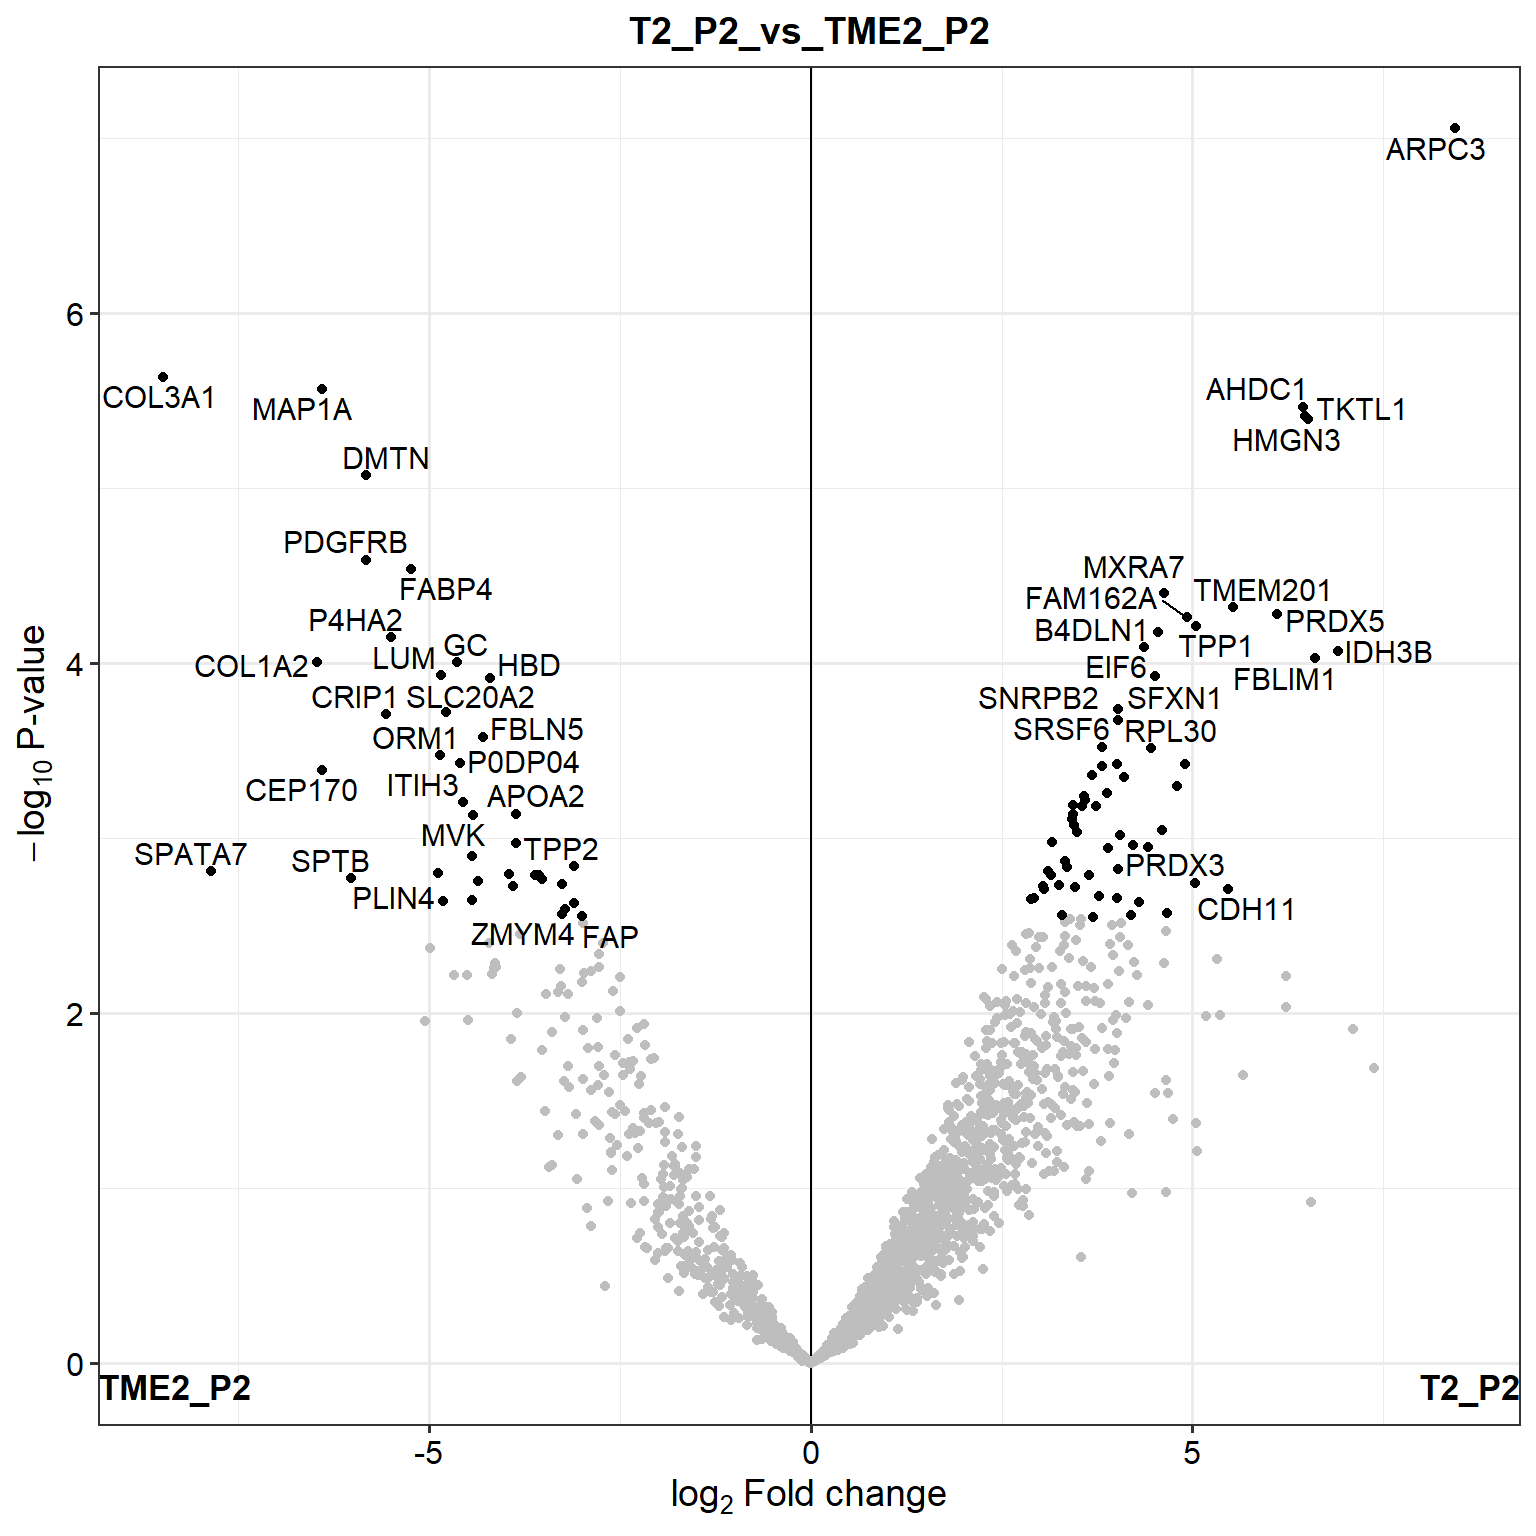 T2_P2_vs_TME2_P2
ARPC3
6
COL3A1
MAP1A
AHDC1
TKTL1
HMGN3
DMTN
PDGFRB
FABP4
MXRA7
FAM162A
TMEM201
P4HA2
B4DLN1
PRDX5
GC
TPP1
4
COL1A2
LUM
HBD
EIF6
IDH3B
FBLIM1
CRIP1
SLC20A2
SNRPB2
SFXN1
ORM1
FBLN5
SRSF6
RPL30
P0DP04
CEP170
ITIH3
APOA2
MVK
SPATA7
SPTB
TPP2
PRDX3
PLIN4
CDH11
ZMYM4
FAP
2
0
TME2_P2
T2_P2
-5
0
5
log2 Fold change
−log10 P-value